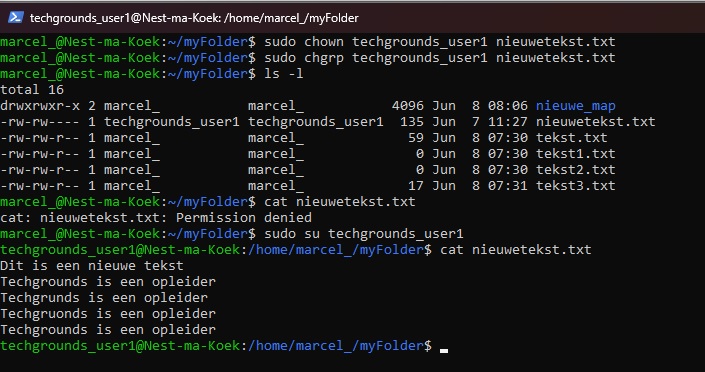 techgrounds_user1@Nest-ma-Koek: /home/marcel_/myFolder
marcel_@Nest-ma-Koek:~/myFolder$ sudo chown techgrounds_user1 nieuwetekst.txt
marcel_@Nest-ma-Koek:~/myFolder$ sudo chgrp techgrounds_user1 nieuwetekst.txt
marcel_@Nest-ma-Koek:~/myFolder$ ls -l
total 16
drwxrwxr-x 2 marcel_ marcel_ 4096 Jun 8 08:06 nieuwe_map
-rw-rw---- 1 techgrounds_user1 techgrounds_user1 135 Jun 7 11:27 nieuwetekst.txt
-rw-rw-r-- 1 marcel_ marcel_ 59 Jun 8 07:30 tekst.txt
-rw-rw-r-- 1 marcel_ marcel_ 0 Jun 8 07:30 tekst1.txt
-rw-rw-r-- 1 marcel_ marcel_ 0 Jun 8 07:30 tekst2.txt
-rw-rw-r-- 1 marcel_ marcel_ 17 Jun 8 07:31 tekst3.txt
marcel_@Nest-ma-Koek:~/myFolder$ cat nieuwetekst.txt
cat: nieuwetekst.txt: Permission denied
marcel_@Nest-ma-Koek:~/myFolder$ sudo su techgrounds_user1
techgrounds_user1@Nest-ma-Koek:/home/marcel_/myFolder$ cat nieuwetekst.txt
Dit is een nieuwe tekst
Techgrounds is een opleider
Techgrunds is een opleider
Techgruonds is een opleider
Techgrounds is een opleider
techgrounds_user1@Nest-ma-Koek:/home/marcel_/myFolder$